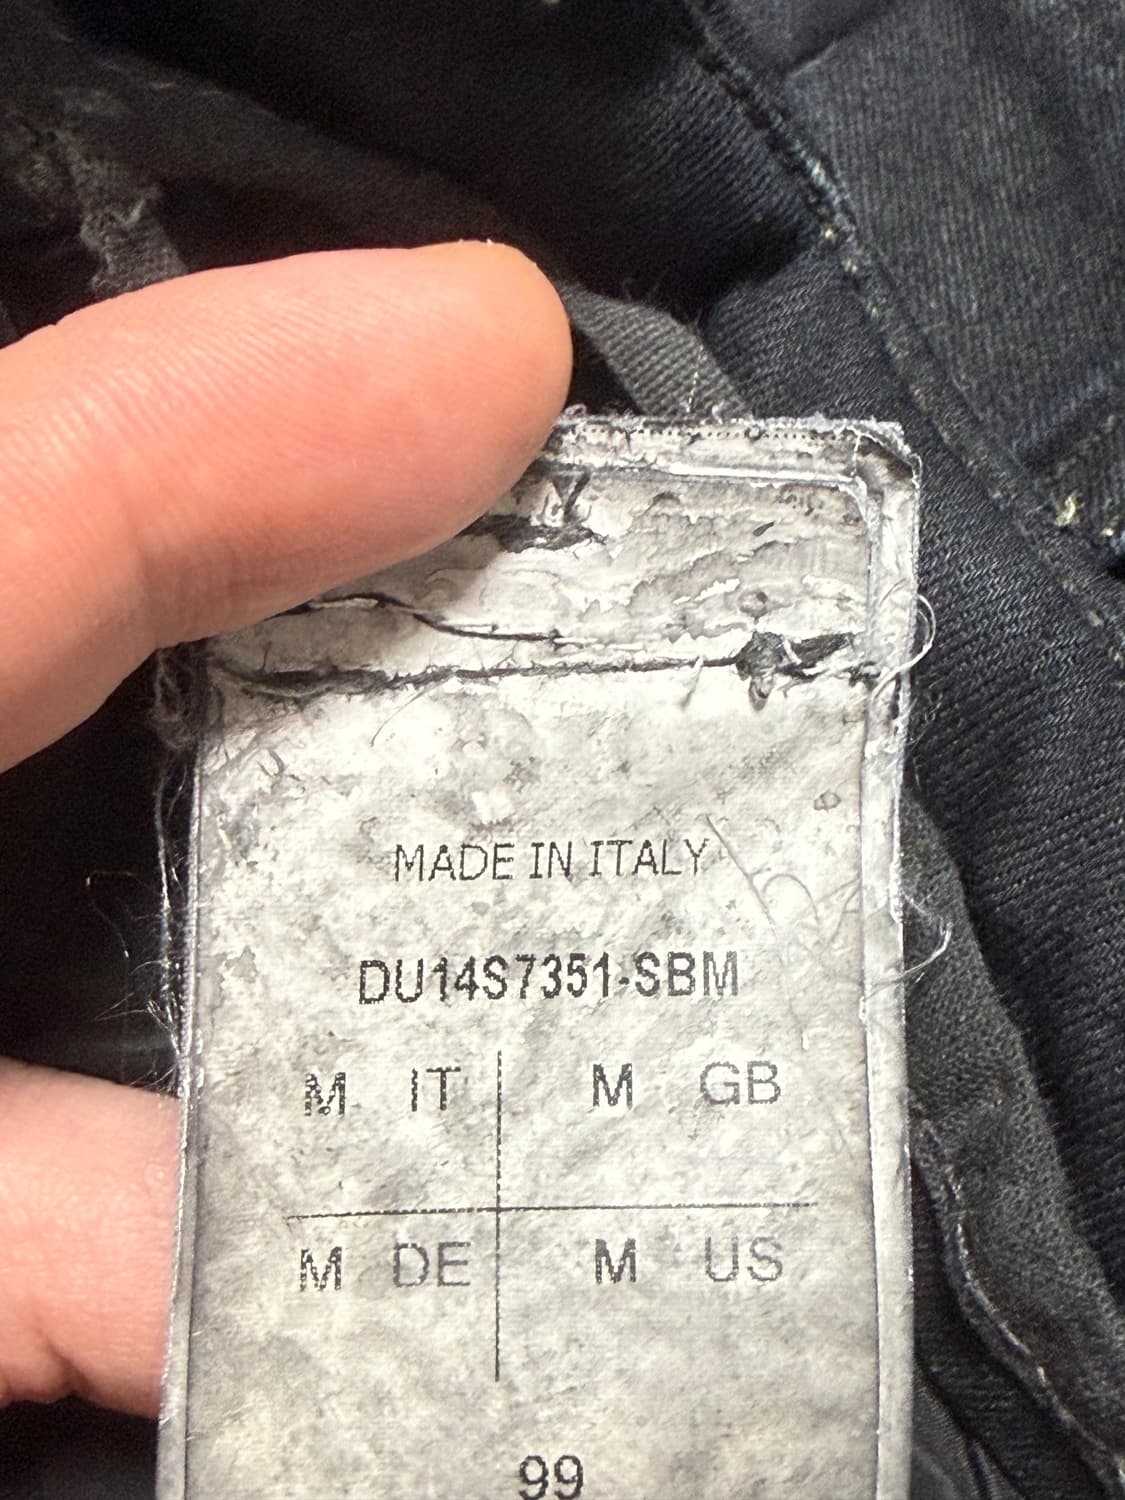 MADE IN ITALY
DU14S7351-SBM
M IT M GB
M DE M US
99